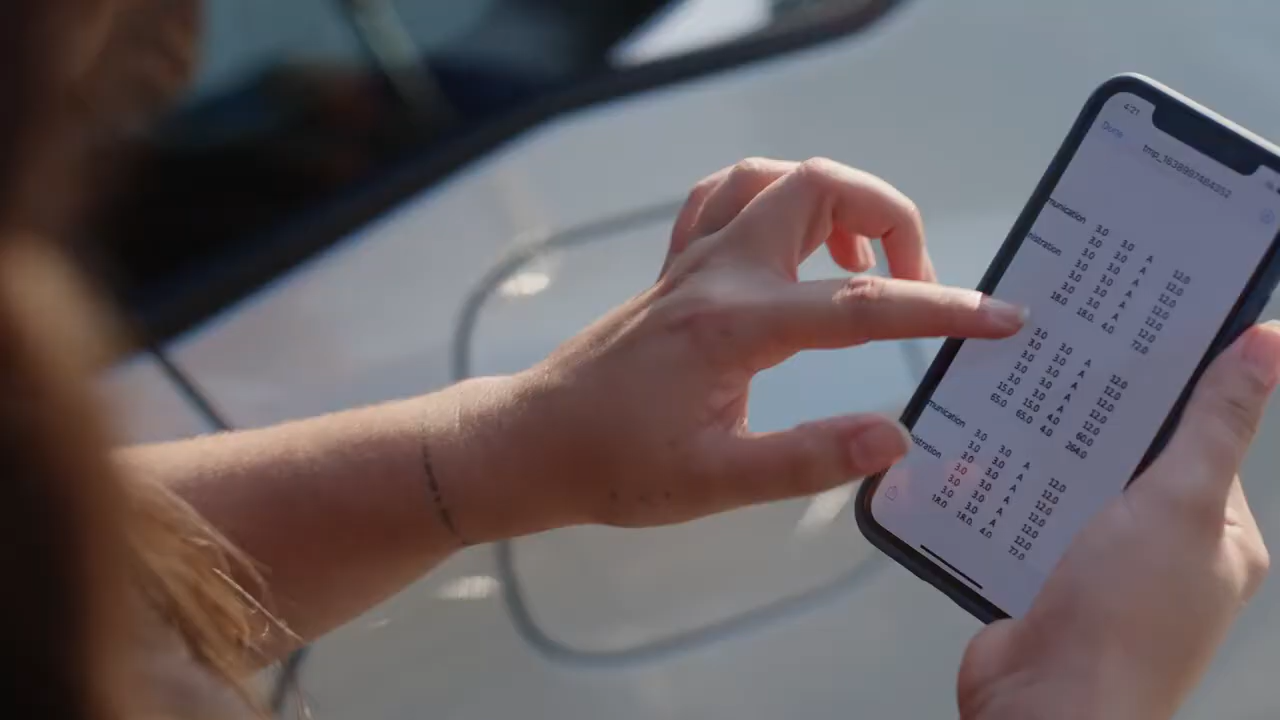 4:21
Done
tmp_1638997484952
munication 3.0 3.0 A 12.0
3.0 3.0 A 12.0
nistration 3.0 3.0 A 12.0
3.0 3.0 A 12.0
3.0 3.0 A 12.0
3.0 3.0 A 12.0
18.0 18.0 4.0 72.0
3.0 3.0 A 12.0
3.0 3.0 A 12.0
3.0 3.0 A 12.0
3.0 3.0 A 12.0
3.0 3.0 A 12.0
15.0 15.0 4.0 60.0
65.0 65.0 4.0 264.0
munication 3.0 3.0 A 12.0
3.0 3.0 A 12.0
nistration 3.0 3.0 A 12.0
3.0 3.0 A 12.0
3.0 3.0 A 12.0
3.0 3.0 A 12.0
18.0 18.0 4.0 72.0